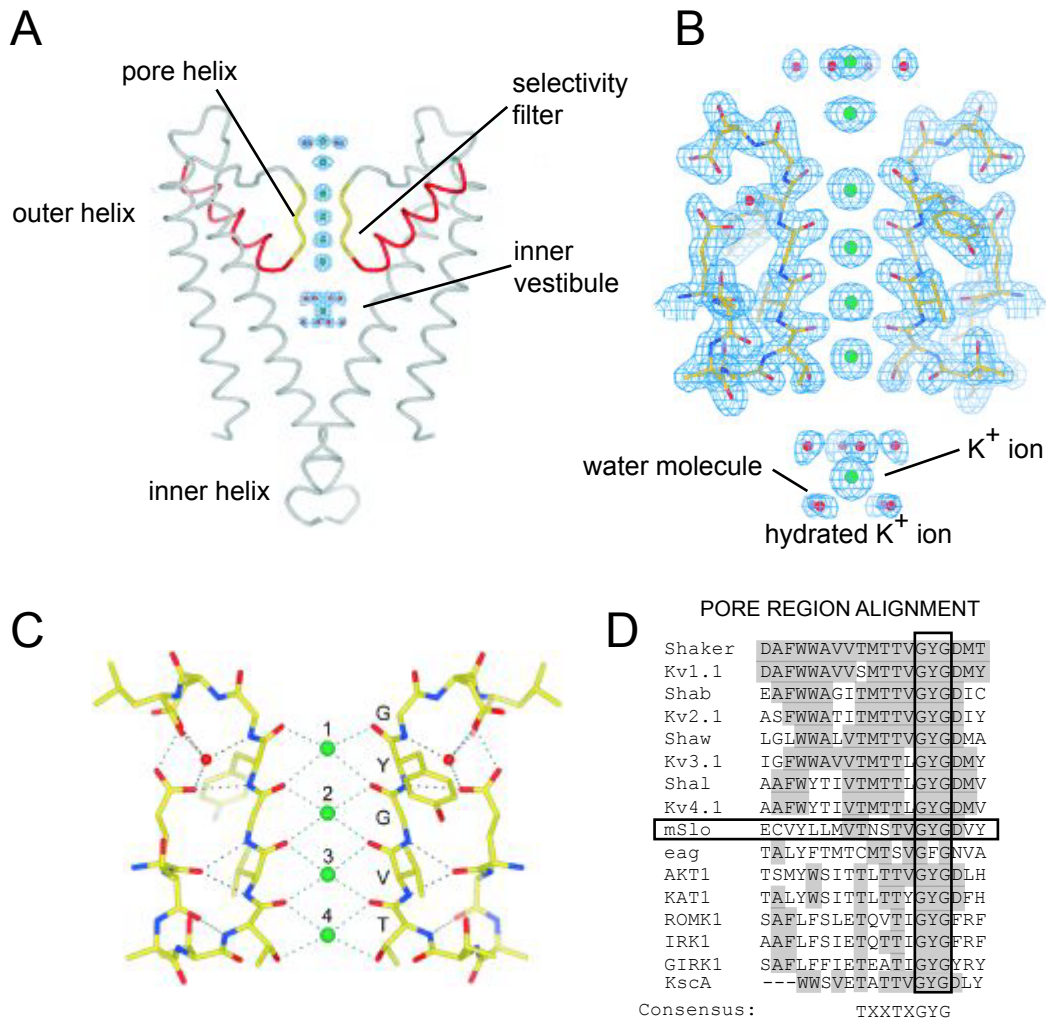 A
pore helix
selectivity
filter
outer helix
inner
vestibule
inner helix
B
water molecule
K+ ion
hydrated K+ ion
C
1
2
3
4
G
Y
G
V
T
D
PORE REGION ALIGNMENT
Shaker DAFWWAVVTMTTVGYGDMT
Kv1.1 DAFWWAVVSMTTVGYGDMY
Shab EAFWWAGITMTTVGYGDIC
Kv2.1 ASFWWATITMTTVGYGDIY
Shaw LGLWWALVTMTTVGYGDMA
Kv3.1 IGFWWAVVTMTTLGYGDMY
Shal AAFWYTIVTMTTLGYGDMV
Kv4.1 AAFWYTIVTMTTLGYGDMV
mSlo ECVYLLMVTNSTVGYGDVY
eag TALYFTMTCMTSVGFGNVA
AKT1 TSMYWSITTLTTVGYGDLH
KAT1 TALYWSITTLTTYGYGDFH
ROMK1 SAFLFSLETQVTIGYGFRF
IRK1 AAFLFSIETQTTIGYGFRF
GIRK1 SAFLFFIETEATIGYGYRY
KscA ---WWSVETATTVGYGDLY
Consensus: TXXTXGYG